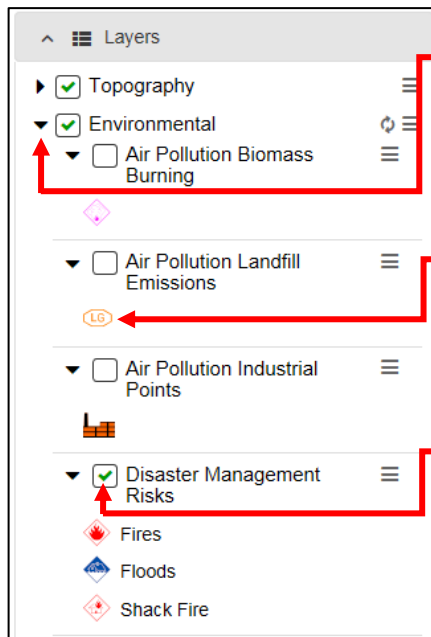 Layers
Topography
Environmental
Air Pollution Biomass
Burning
Air Pollution Landfill
Emissions
LG
Air Pollution Industrial
Points
Disaster Management
Risks
Fires
Floods
Shack Fire